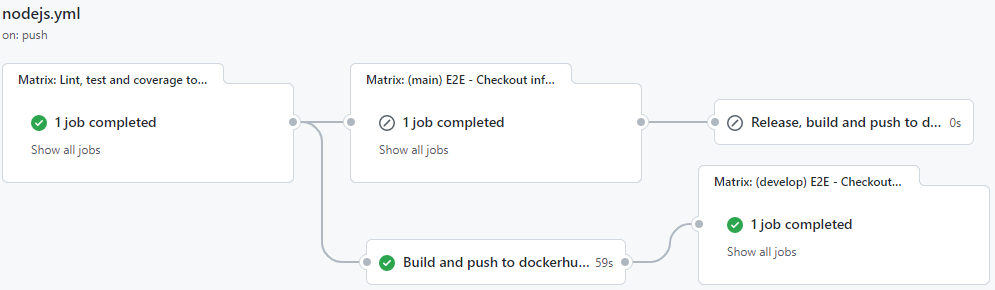 nodejs.yml
on: push
Matrix: Lint, test and coverage to...
1 job completed
Show all jobs
Matrix: (main) E2E - Checkout inf...
1 job completed
Show all jobs
Release, build and push to d... 0s
Build and push to dockerhu... 59s
Matrix: (develop) E2E - Checkout...
1 job completed
Show all jobs